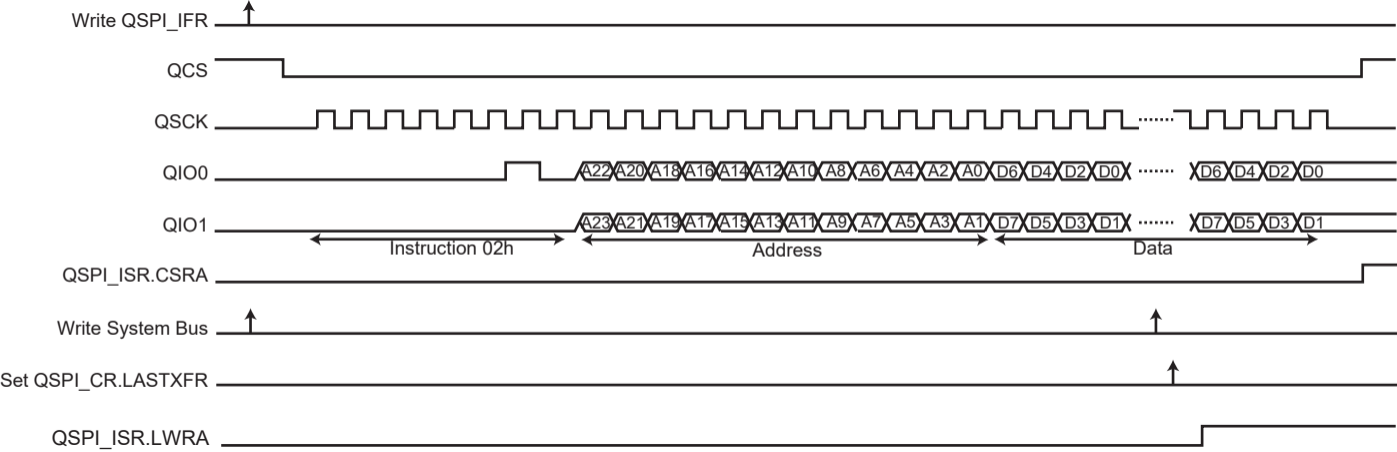 Write QSPI_IFR
QCS
QSCK
QIO0 A22 A20 A18 A16 A14 A12 A10 A8 A6 A4 A2 A0 D6 D4 D2 D0 D6 D4 D2 D0
QIO1 A23 A21 A19 A17 A15 A13 A11 A9 A7 A5 A3 A1 D7 D5 D3 D1 D7 D5 D3 D1
Instruction 02h Address Data
QSPI_ISR.CSRA
Write System Bus
Set QSPI_CR.LASTXFR
QSPI_ISR.LWRA